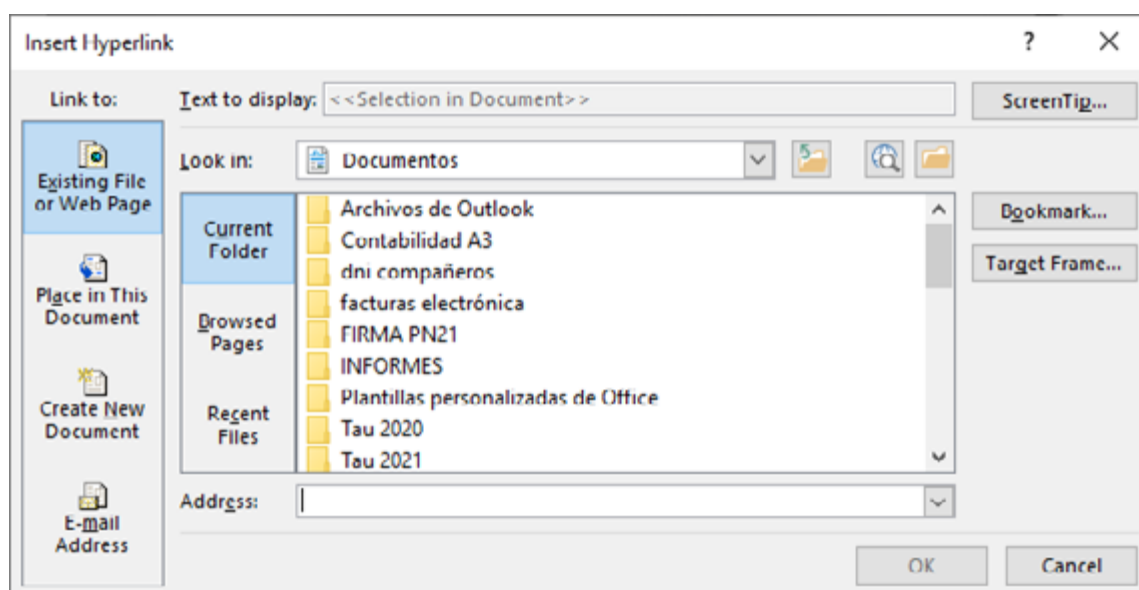 Insert Hyperlink
?
Link to:
Text to display:
<<Selection in Document>>
ScreenTip...
Existing File
or Web Page
Look in:
Documentos
Current
Folder
Browsed
Pages
Recent
Files
Archivos de Outlook
Contabilidad A3
dni compañeros
facturas electrónica
FIRMA PN21
INFORMES
Plantillas personalizadas de Office
Tau 2020
Tau 2021
Bookmark...
Target Frame...
Place in This
Document
Create New
Document
E-mail
Address
Address:
OK
Cancel